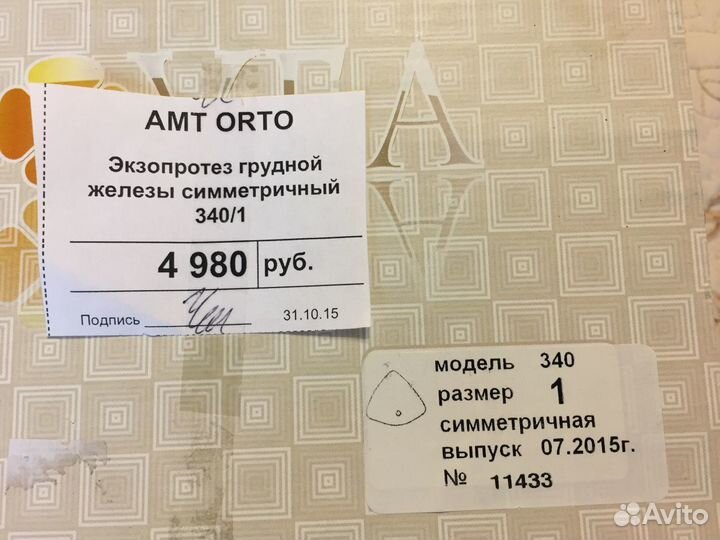 АМТ ORTO
Экзопротез грудной
железы симметричный
340/1
4 980 руб.
Подпись 31.10.15
модель 340
размер 1
симметричная
выпуск 07.2015г.
№ 11433
Avito